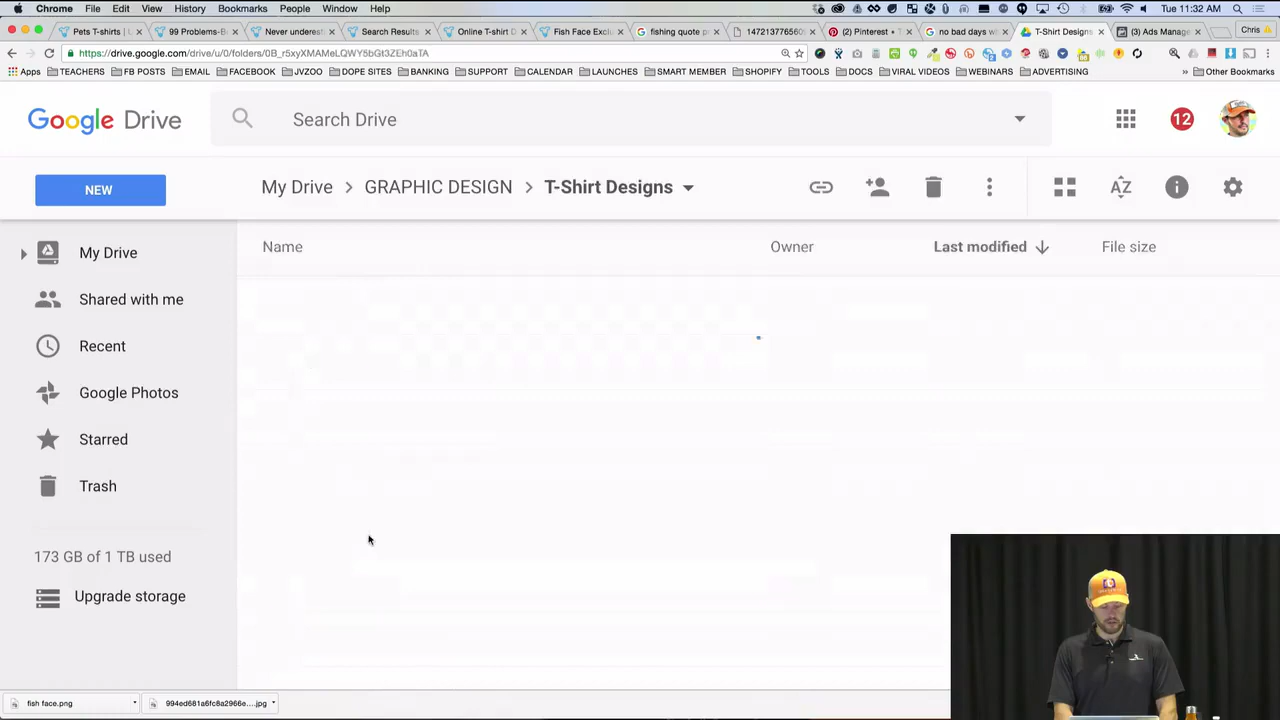 Chrome File Edit View History Bookmarks People Window Help Tue 11:32 AM
Pets T-shirts | 99 Problems-B Never underest Search Results Online T-shirt D Fish Face Exclu fishing quote p 1472137765609 (2) Pinterest • no bad days wit T-Shirt Designs (3) Ads Manage Chris
https://drive.google.com/drive/u/0/folders/0B_r5xyXMAMeLQWY5bGt3ZEh0aTA
Apps TEACHERS FB POSTS EMAIL FACEBOOK JVZOO DOPE SITES BANKING SUPPORT CALENDAR LAUNCHES SMART MEMBER SHOPIFY TOOLS DOCS VIRAL VIDEOS WEBINARS ADVERTISING » Other Bookmarks
Google Drive Search Drive 12
NEW My Drive > GRAPHIC DESIGN > T-Shirt Designs AZ
Name Owner Last modified File size
My Drive
Shared with me
Recent
Google Photos
Starred
Trash
173 GB of 1 TB used
Upgrade storage
fish face.png 994ed681a6fc8a2966e....jpg